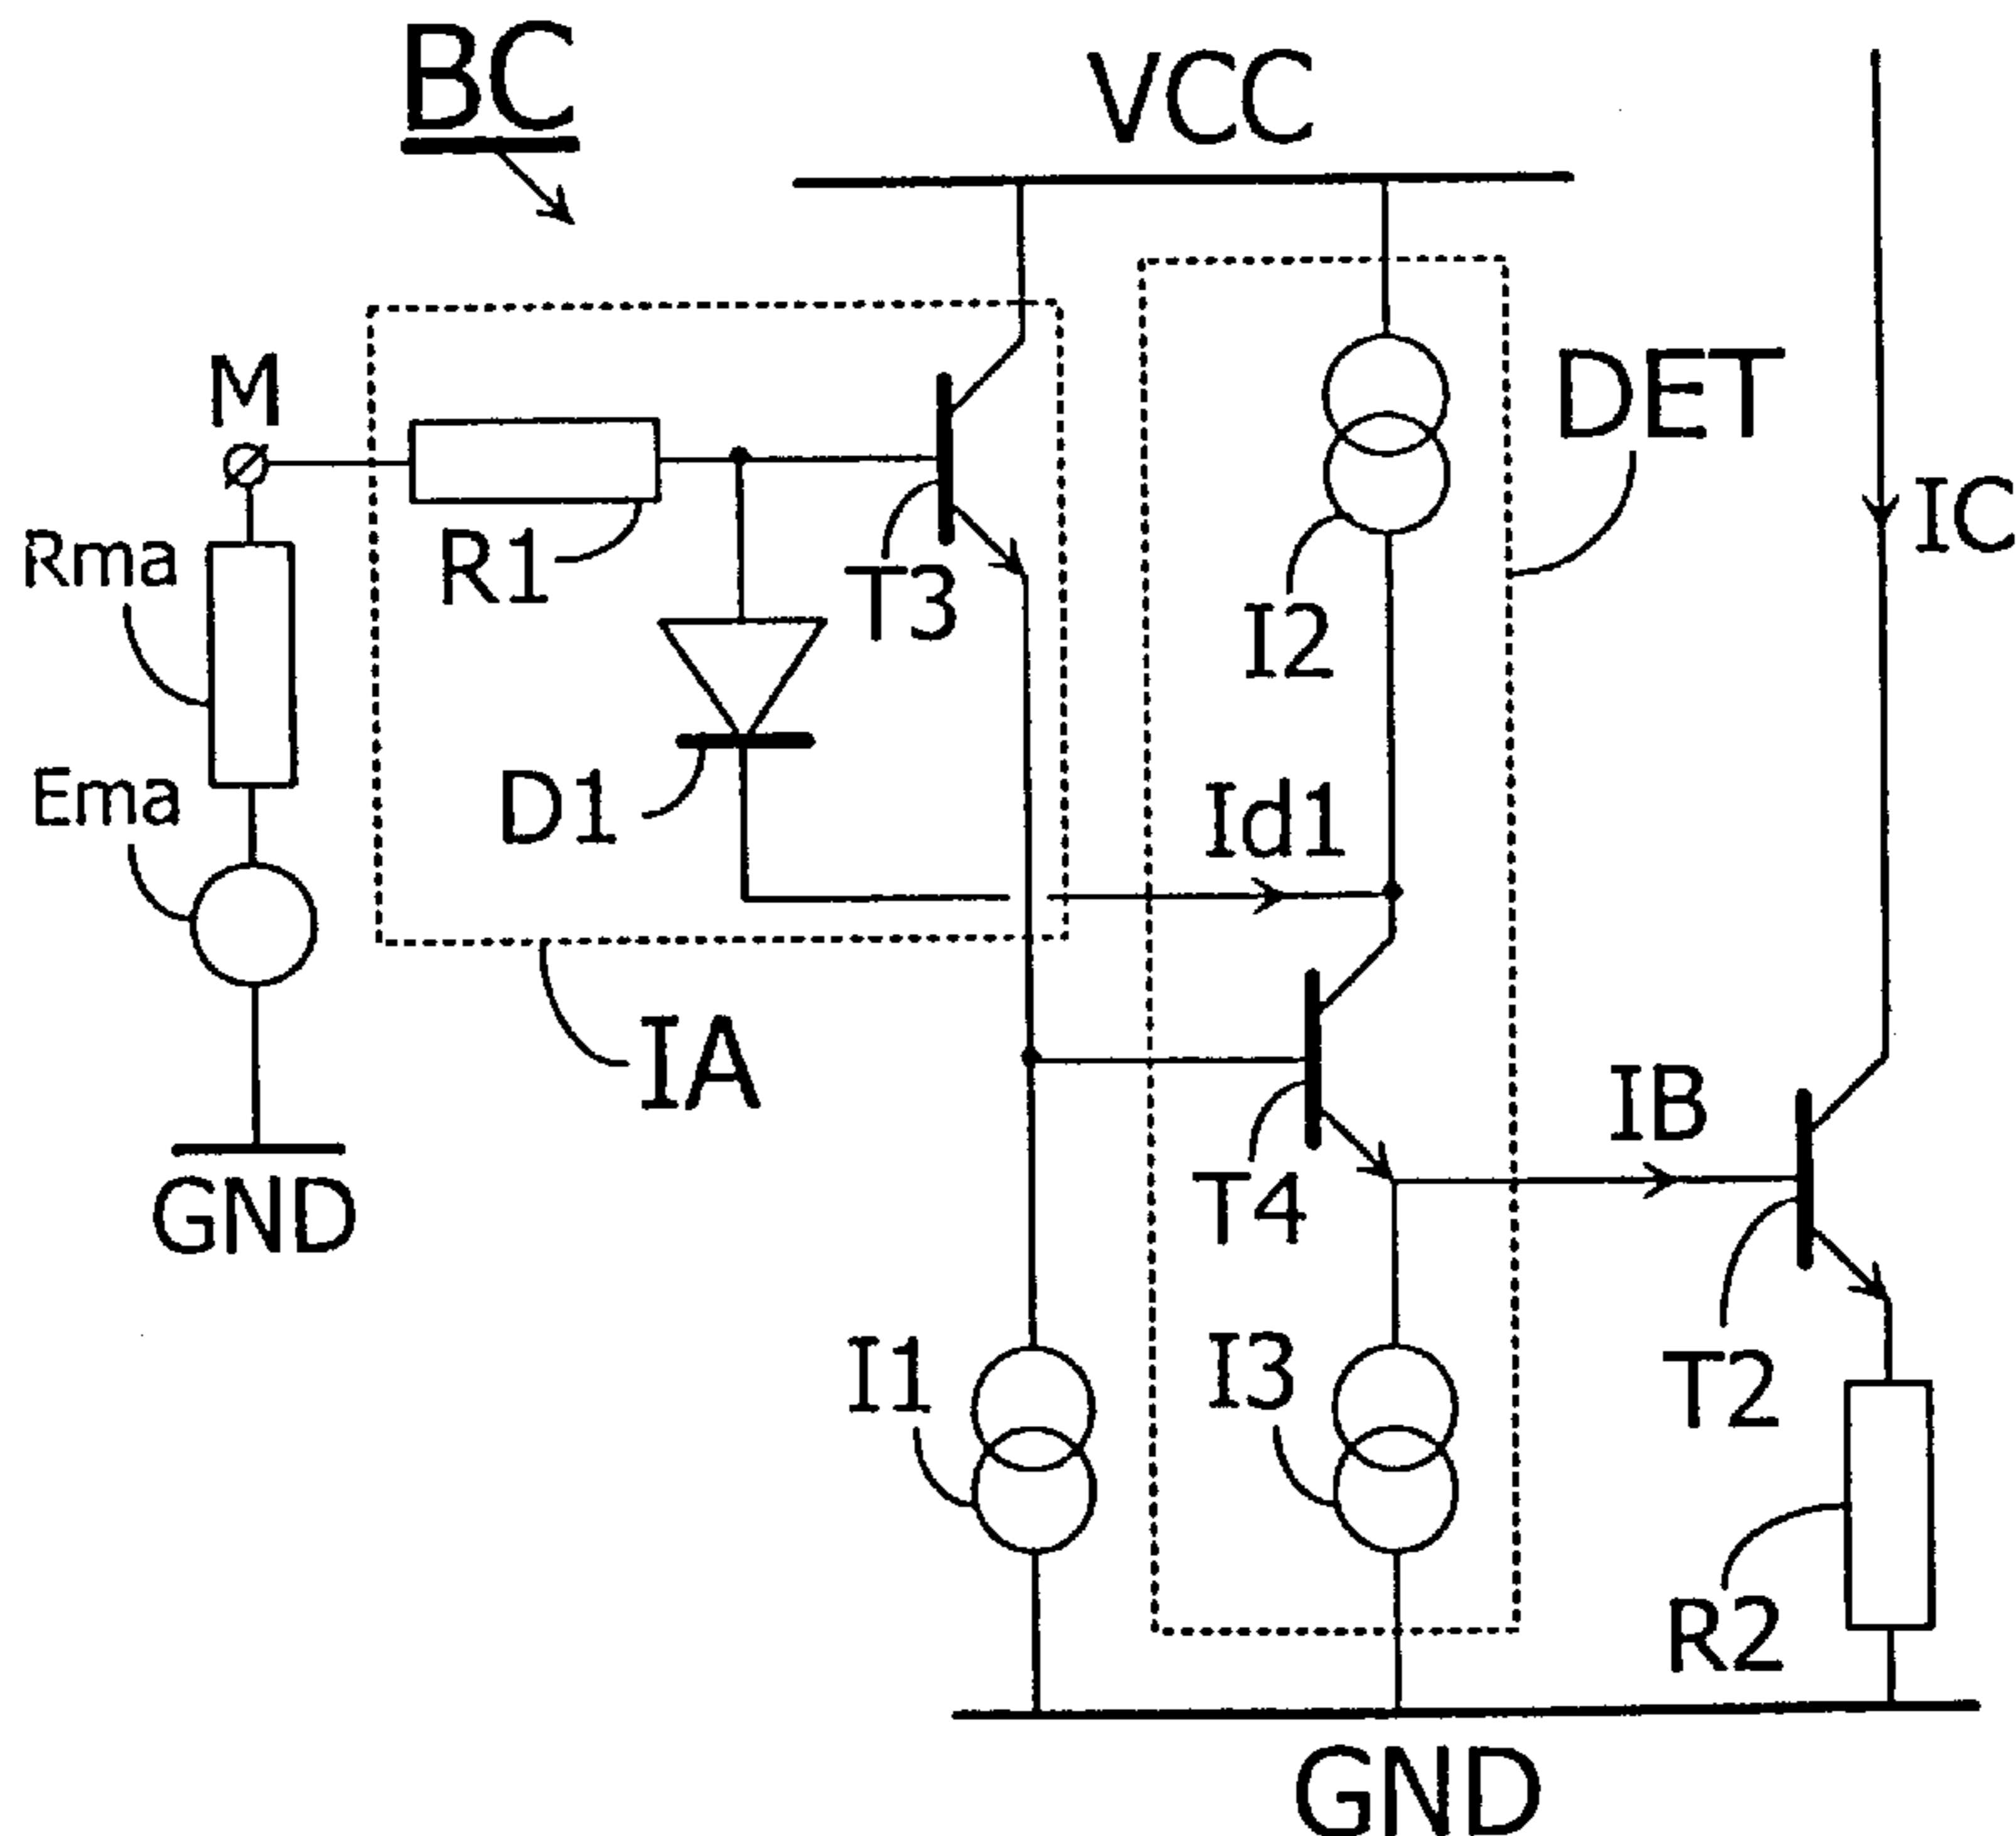 BC
VCC
M
DET
IC
Rma
R1
T3
I2
Ema
D1
Id1
IA
IB
GND
T4
I1
I3
T2
R2
GND